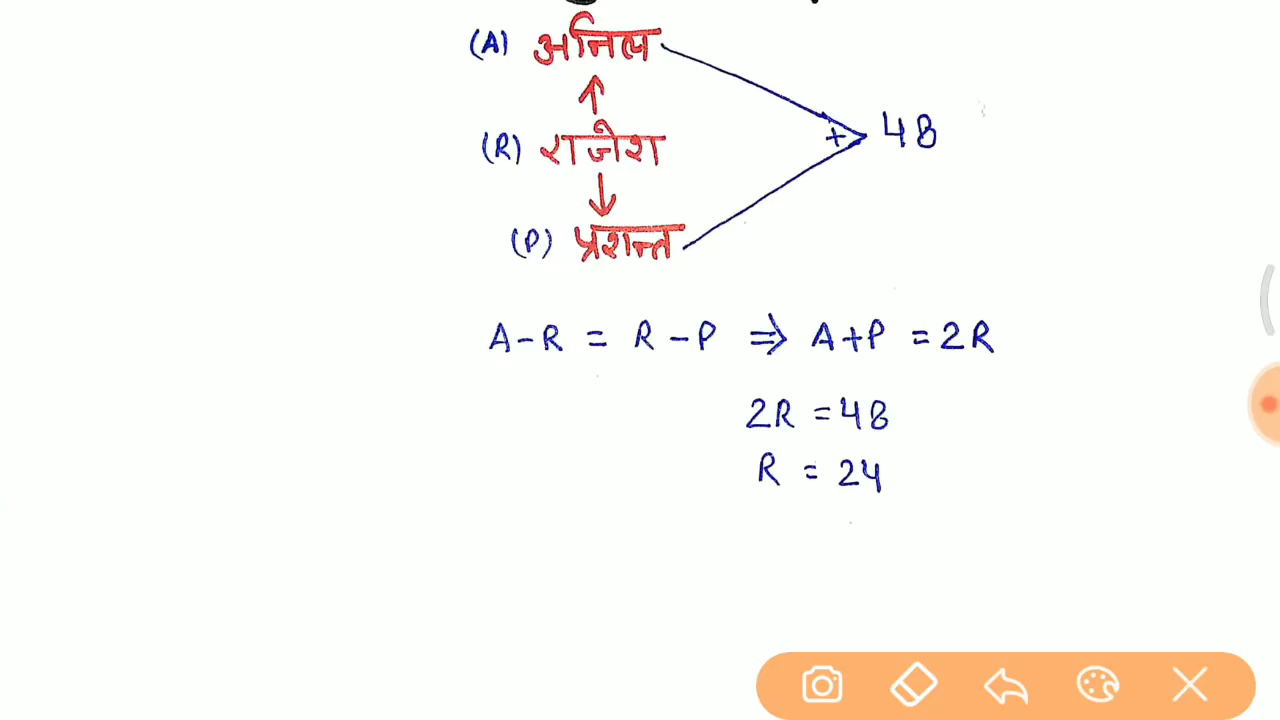 (A) अनिल
+ 48
(R) राजेश
(P) प्रशान्त
A-R = R-P ⇒ A+P = 2R
2R = 48
R = 24